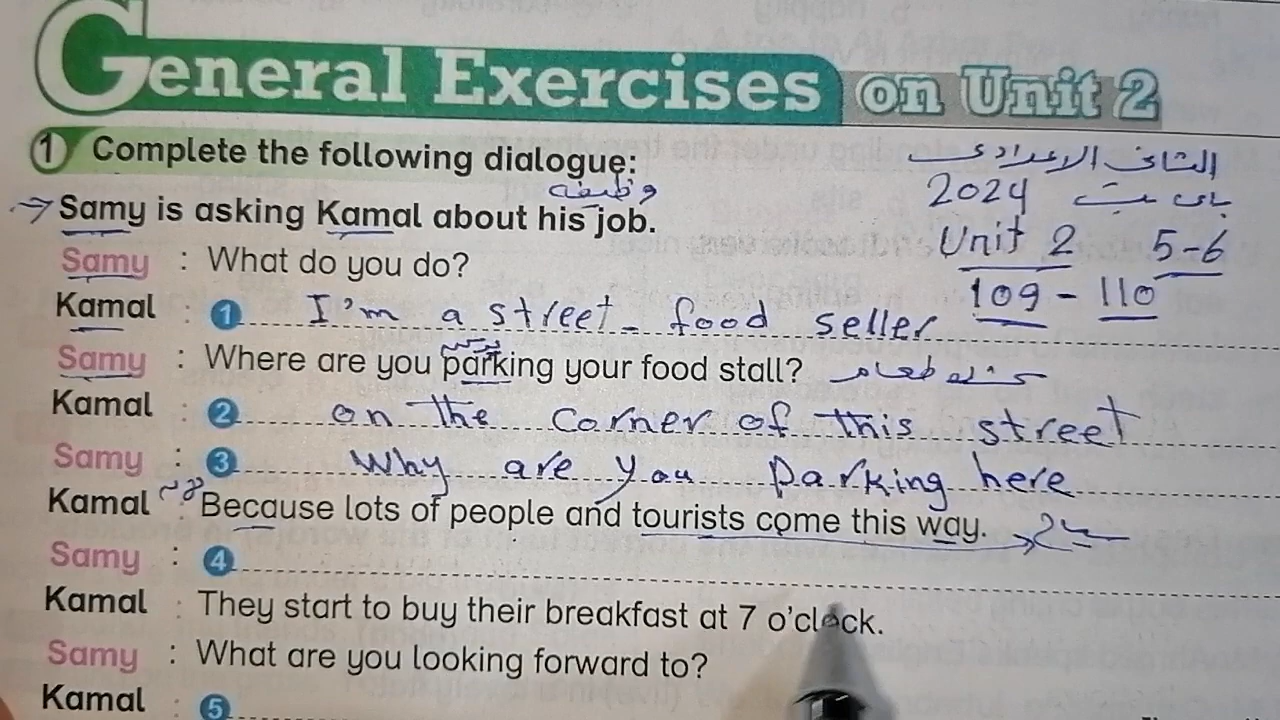 General Exercises on Unit 2
1 Complete the following dialogue:
الثانى الاعدادى
وظيفه
2024
Samy is asking Kamal about his job.
Unit 2 5-6
Samy : What do you do?
109 - 110
Kamal : 1 I'm a street - food seller
Samy : Where are you parking your food stall?
Kamal : 2 on the corner of this street
Samy : 3 Why are you parking here
Kamal : Because lots of people and tourists come this way.
Samy : 4
Kamal : They start to buy their breakfast at 7 o'clock.
Samy : What are you looking forward to?
Kamal : 5